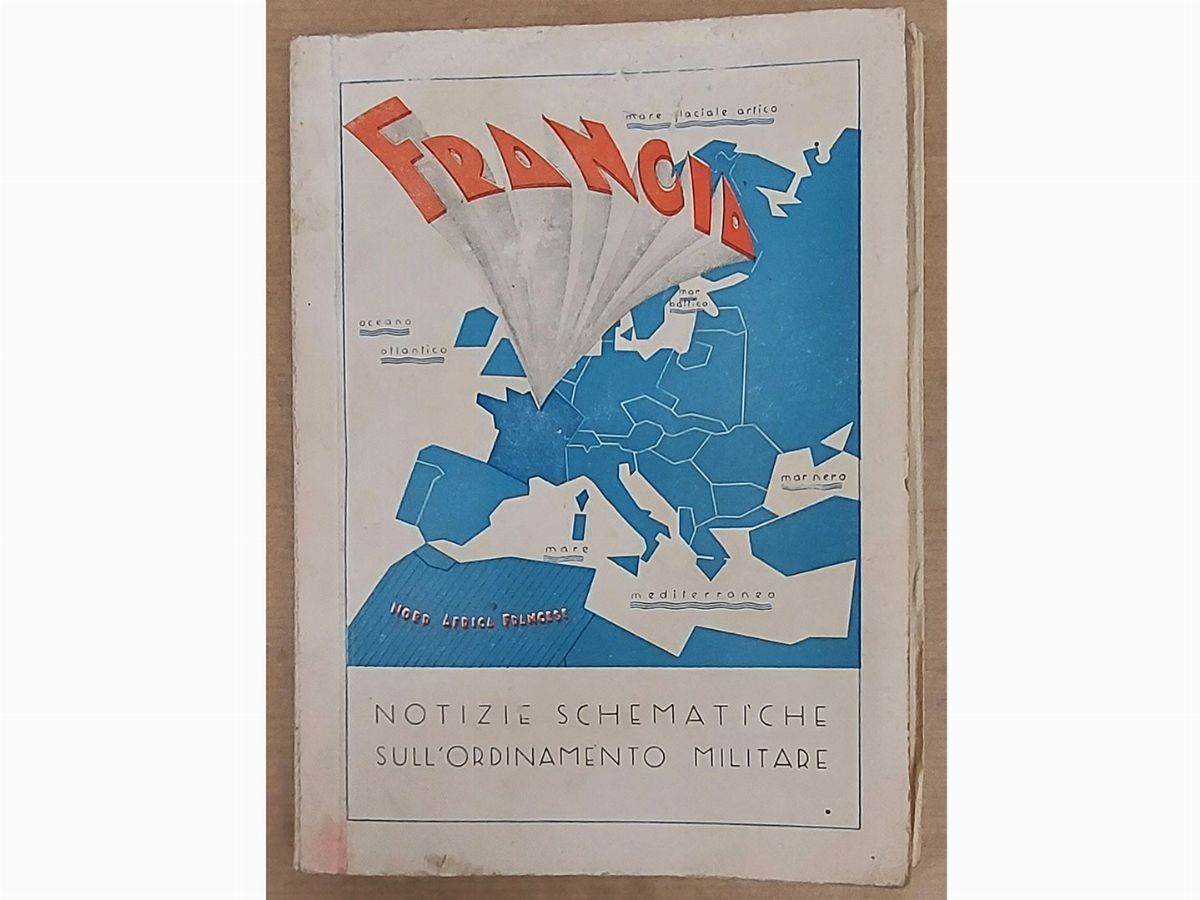 FRANCIA
mare glaciale artico
mar
baltico
oceano
atlantico
mar nero
mare
mediterraneo
NORD AFRICA FRANCESE
NOTIZIE SCHEMATICHE
SULL'ORDINAMENTO MILITARE